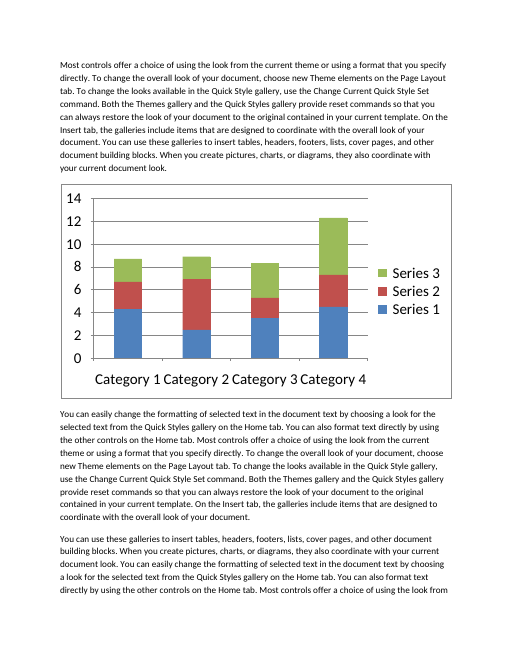 Most controls offer a choice of using the look from the current theme or using a format that you specify
directly. To change the overall look of your document, choose new Theme elements on the Page Layout
tab. To change the looks available in the Quick Style gallery, use the Change Current Quick Style Set
command. Both the Themes gallery and the Quick Styles gallery provide reset commands so that you
can always restore the look of your document to the original contained in your current template. On the
Insert tab, the galleries include items that are designed to coordinate with the overall look of your
document. You can use these galleries to insert tables, headers, footers, lists, cover pages, and other
document building blocks. When you create pictures, charts, or diagrams, they also coordinate with
your current document look.
14
12
10
8
6
4
2
0
Series 3
Series 2
Series 1
Category 1 Category 2 Category 3 Category 4
You can easily change the formatting of selected text in the document text by choosing a look for the
selected text from the Quick Styles gallery on the Home tab. You can also format text directly by using
the other controls on the Home tab. Most controls offer a choice of using the look from the current
theme or using a format that you specify directly. To change the overall look of your document, choose
new Theme elements on the Page Layout tab. To change the looks available in the Quick Style gallery,
use the Change Current Quick Style Set command. Both the Themes gallery and the Quick Styles gallery
provide reset commands so that you can always restore the look of your document to the original
contained in your current template. On the Insert tab, the galleries include items that are designed to
coordinate with the overall look of your document.
You can use these galleries to insert tables, headers, footers, lists, cover pages, and other document
building blocks. When you create pictures, charts, or diagrams, they also coordinate with your current
document look. You can easily change the formatting of selected text in the document text by choosing
a look for the selected text from the Quick Styles gallery on the Home tab. You can also format text
directly by using the other controls on the Home tab. Most controls offer a choice of using the look from